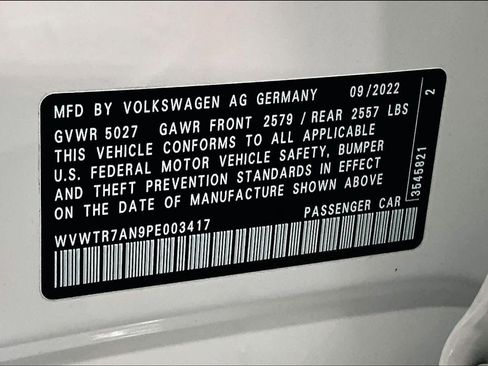 MFD BY VOLKSWAGEN AG GERMANY 09/2022
GVWR 5027 GAWR FRONT 2579 / REAR 2557 LBS
THIS VEHICLE CONFORMS TO ALL APPLICABLE
U.S. FEDERAL MOTOR VEHICLE SAFETY, BUMPER
AND THEFT PREVENTION STANDARDS IN EFFECT
ON THE DATE OF MANUFACTURE SHOWN ABOVE
WVWTR7AN9PE003417 PASSENGER CAR
3545821 2